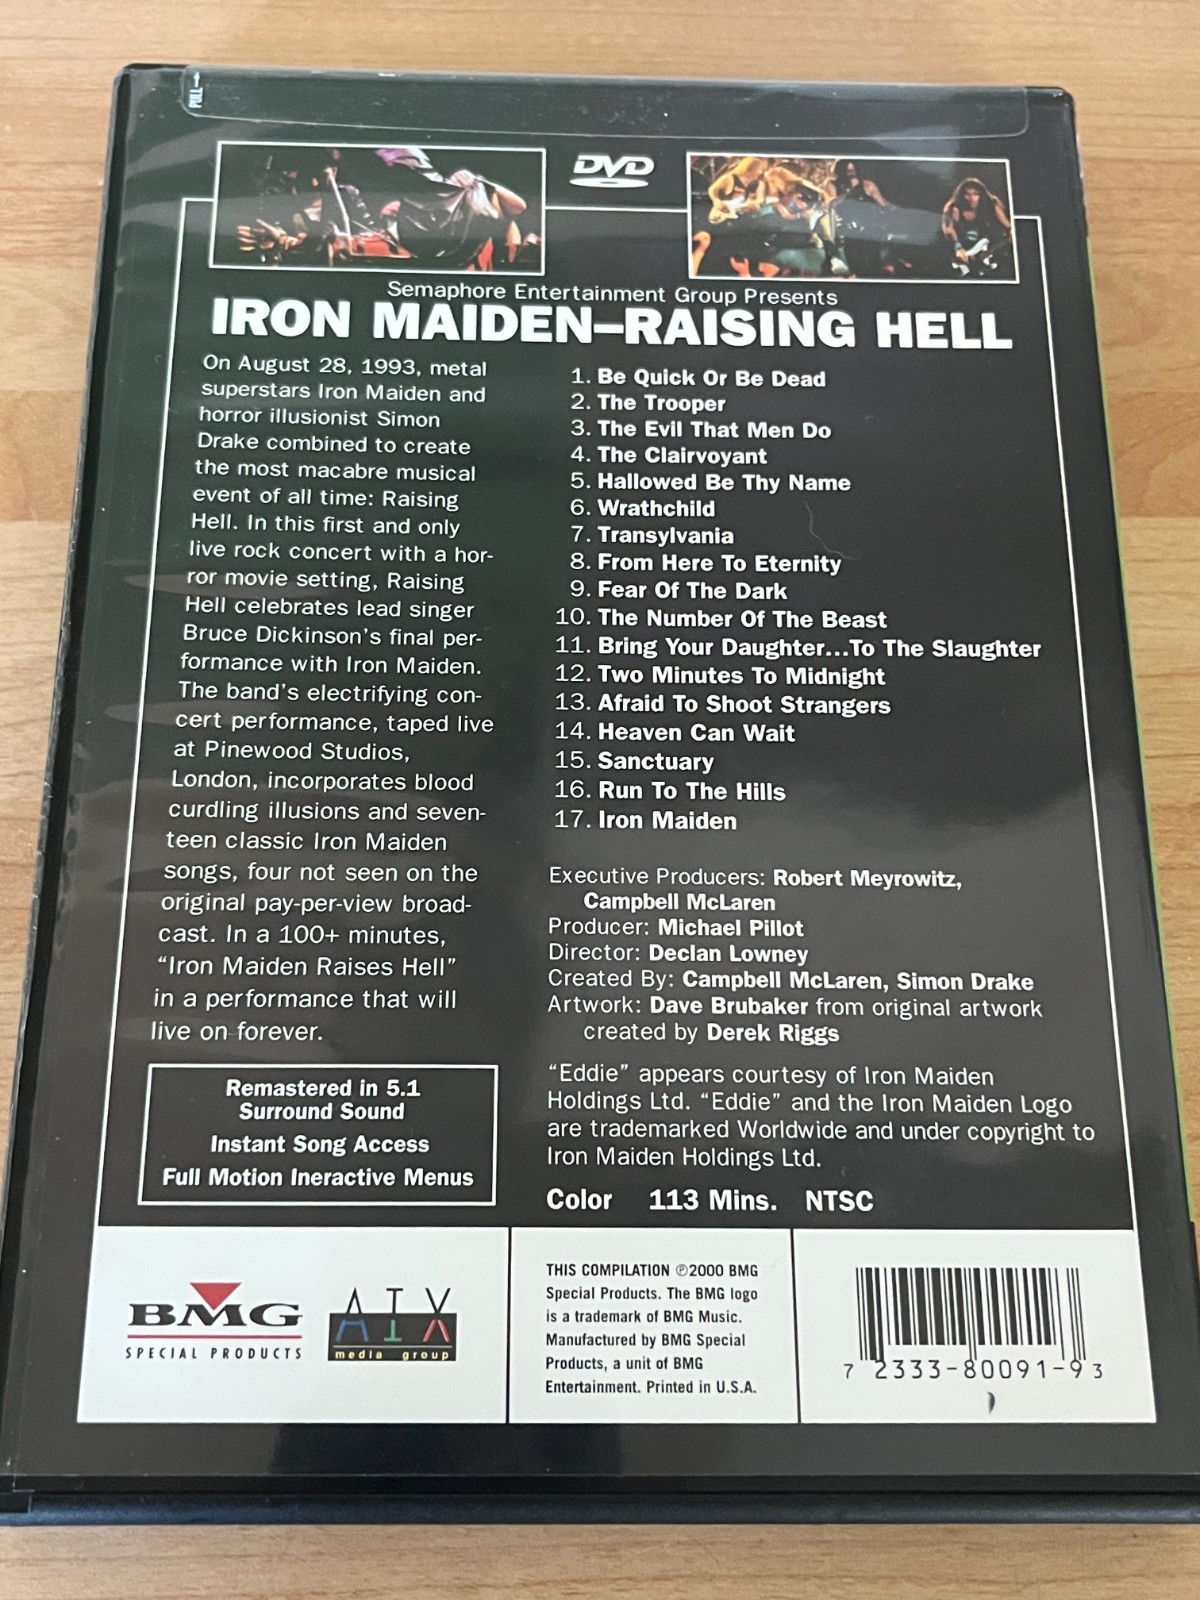 PULL→
DVD
Semaphore Entertainment Group Presents
IRON MAIDEN–RAISING HELL
On August 28, 1993, metal
superstars Iron Maiden and
horror illusionist Simon
Drake combined to create
the most macabre musical
event of all time: Raising
Hell. In this first and only
live rock concert with a hor-
ror movie setting, Raising
Hell celebrates lead singer
Bruce Dickinson's final per-
formance with Iron Maiden.
The band's electrifying con-
cert performance, taped live
at Pinewood Studios,
London, incorporates blood
curdling illusions and seven-
teen classic Iron Maiden
songs, four not seen on the
original pay-per-view broad-
cast. In a 100+ minutes,
“Iron Maiden Raises Hell”
in a performance that will
live on forever.
Remastered in 5.1
Surround Sound
Instant Song Access
Full Motion Ineractive Menus
1. Be Quick Or Be Dead
2. The Trooper
3. The Evil That Men Do
4. The Clairvoyant
5. Hallowed Be Thy Name
6. Wrathchild
7. Transylvania
8. From Here To Eternity
9. Fear Of The Dark
10. The Number Of The Beast
11. Bring Your Daughter...To The Slaughter
12. Two Minutes To Midnight
13. Afraid To Shoot Strangers
14. Heaven Can Wait
15. Sanctuary
16. Run To The Hills
17. Iron Maiden
Executive Producers: Robert Meyrowitz,
Campbell McLaren
Producer: Michael Pillot
Director: Declan Lowney
Created By: Campbell McLaren, Simon Drake
Artwork: Dave Brubaker from original artwork
created by Derek Riggs
“Eddie” appears courtesy of Iron Maiden
Holdings Ltd. “Eddie” and the Iron Maiden Logo
are trademarked Worldwide and under copyright to
Iron Maiden Holdings Ltd.
Color 113 Mins. NTSC
BMG
SPECIAL PRODUCTS
AIX
media group
THIS COMPILATION ℗2000 BMG
Special Products. The BMG logo
is a trademark of BMG Music.
Manufactured by BMG Special
Products, a unit of BMG
Entertainment. Printed in U.S.A.
7 2333-80091-9 3